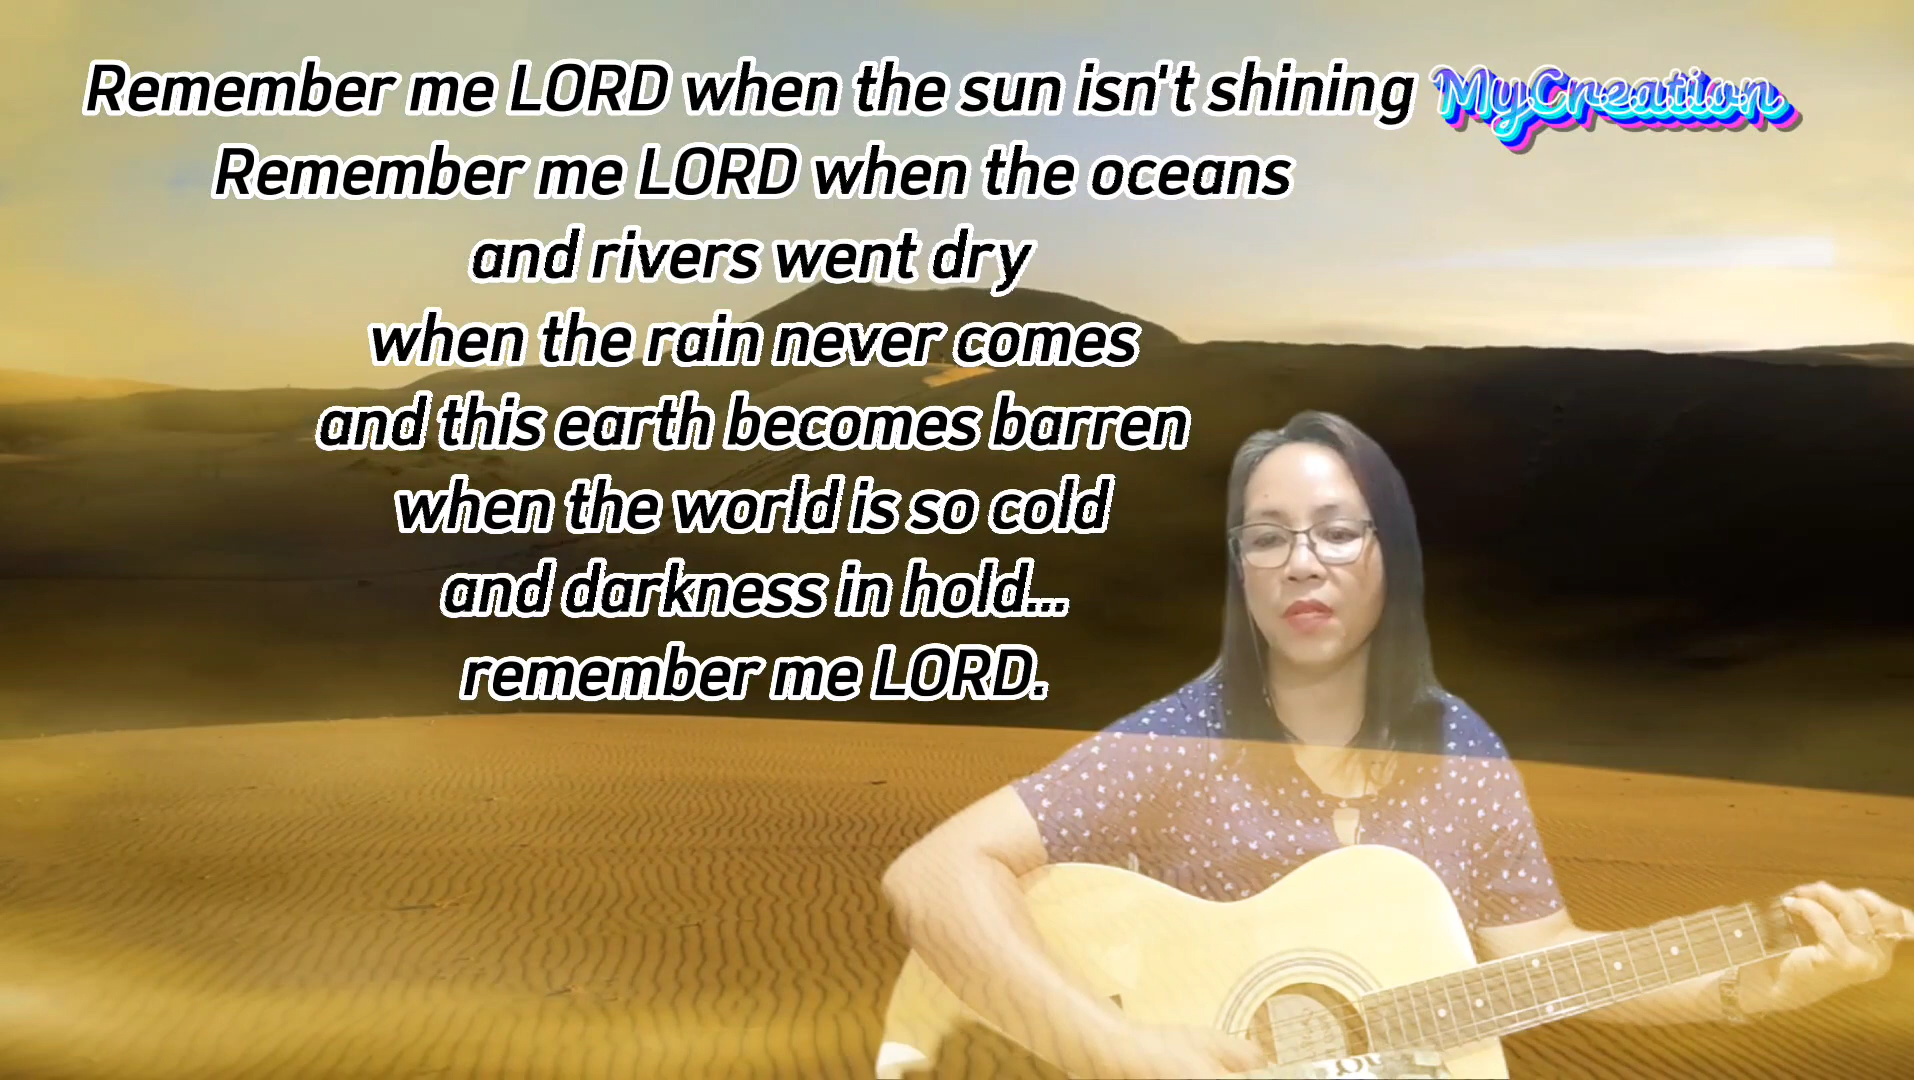 Remember me LORD when the sun isn't shining
MyCreation
Remember me LORD when the oceans
and rivers went dry
when the rain never comes
and this earth becomes barren
when the world is so cold
and darkness in hold...
remember me LORD.